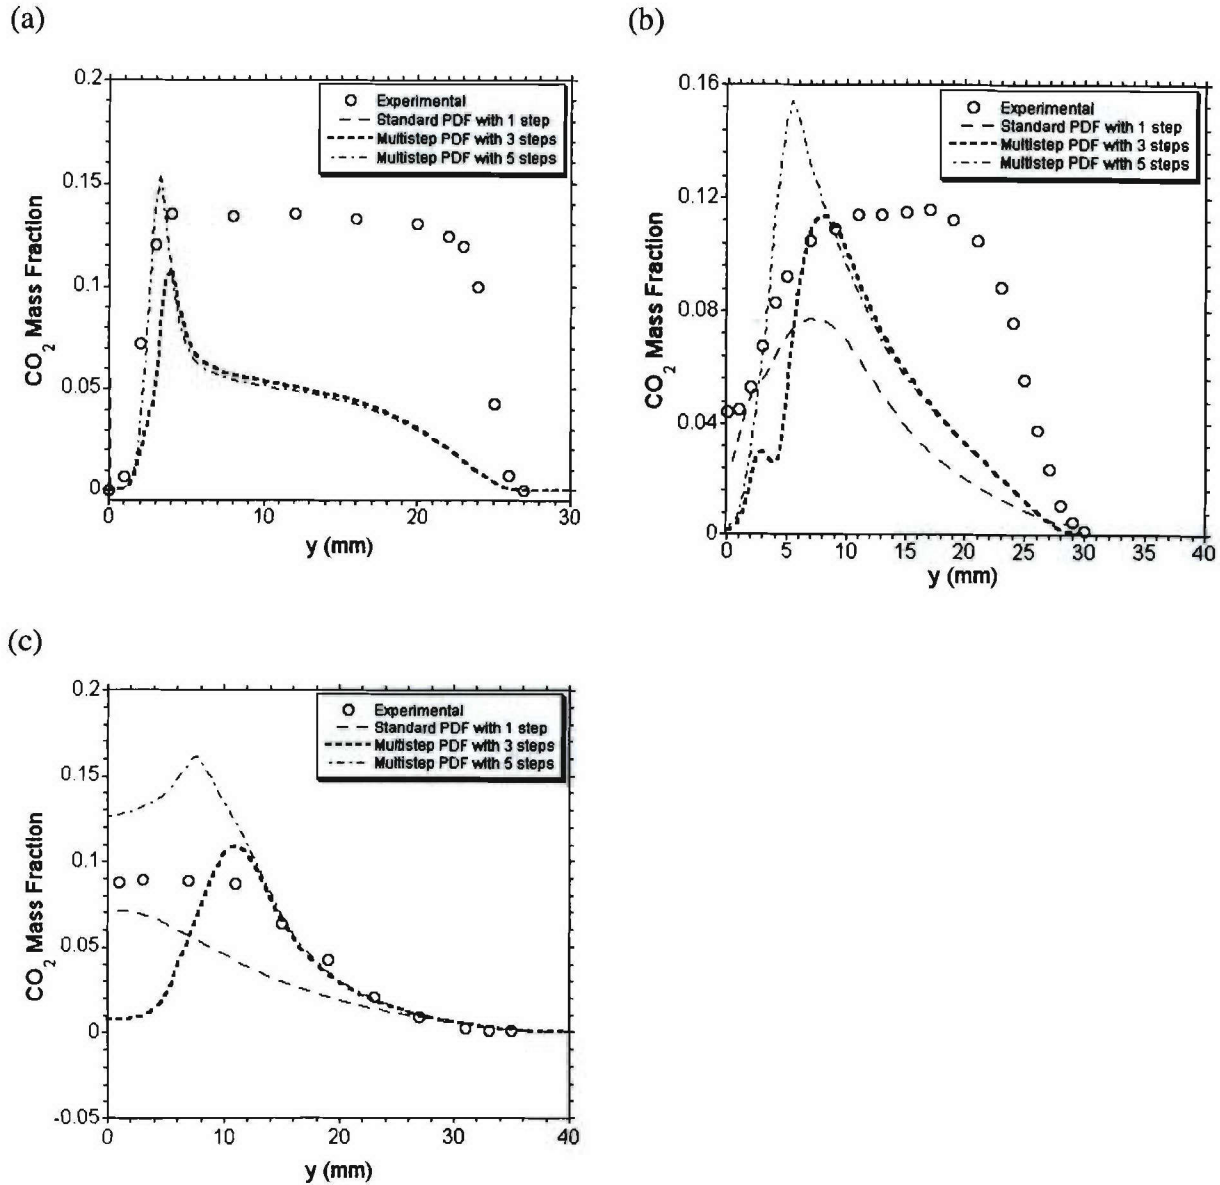 (a)
0.2
0.15
0.1
0.05
0
CO2 Mass Fraction
Experimental
Standard PDF with 1 step
Multistep PDF with 3 steps
Multistep PDF with 5 steps
0 10 20 30
y (mm)
(b)
0.16
0.12
0.08
0.04
0
CO2 Mass Fraction
Experimental
Standard PDF with 1 step
Multistep PDF with 3 steps
Multistep PDF with 5 steps
0 5 10 15 20 25 30 35 40
y (mm)
(c)
0.2
0.15
0.1
0.05
0
-0.05
CO2 Mass Fraction
Experimental
Standard PDF with 1 step
Multistep PDF with 3 steps
Multistep PDF with 5 steps
0 10 20 30 40
y (mm)